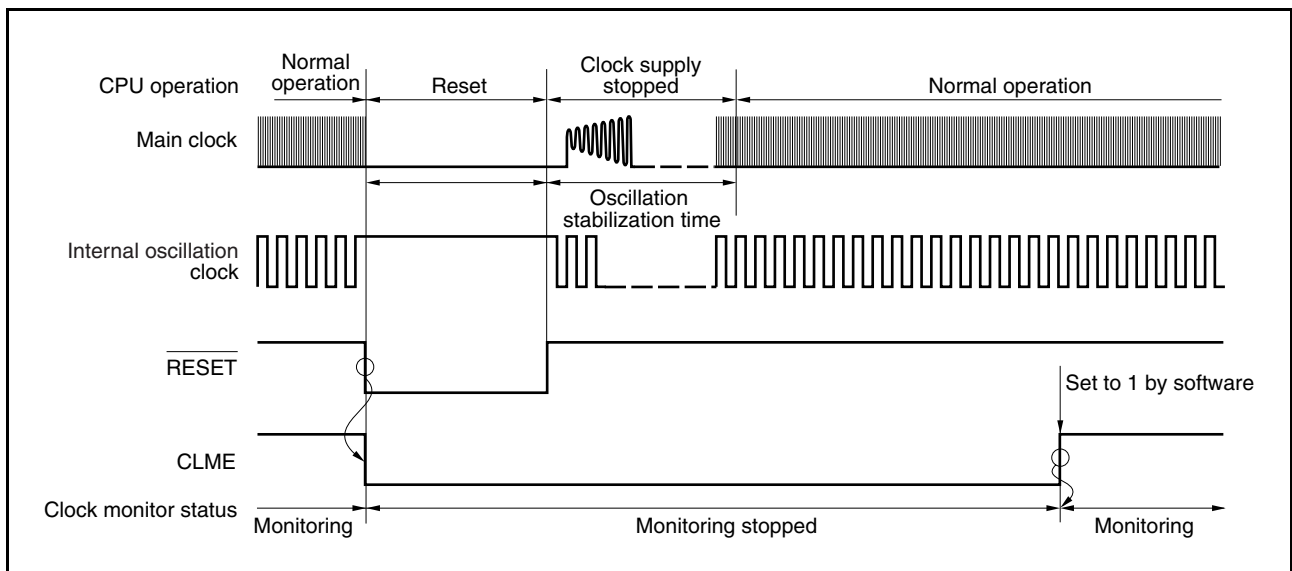 CPU operation
Normal
operation
Reset
Clock supply
stopped
Normal operation
Main clock
Oscillation
stabilization time
Internal oscillation
clock
RESET
Set to 1 by software
CLME
Clock monitor status
Monitoring
Monitoring stopped
Monitoring